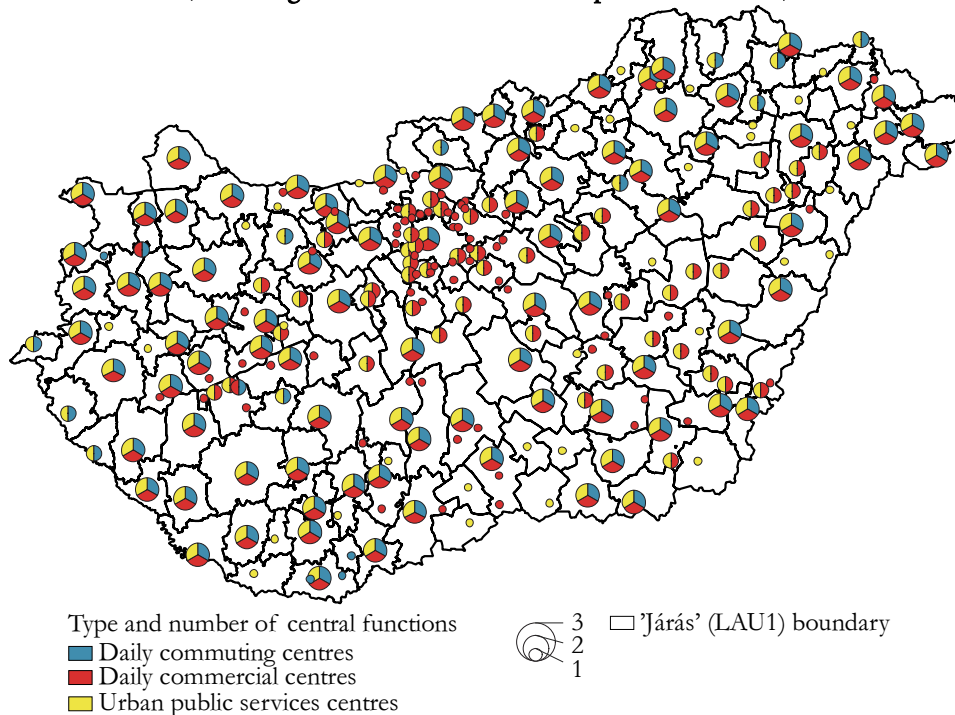 Type and number of central functions
Daily commuting centres
Daily commercial centres
Urban public services centres
3
2
1
'Járás' (LAU1) boundary